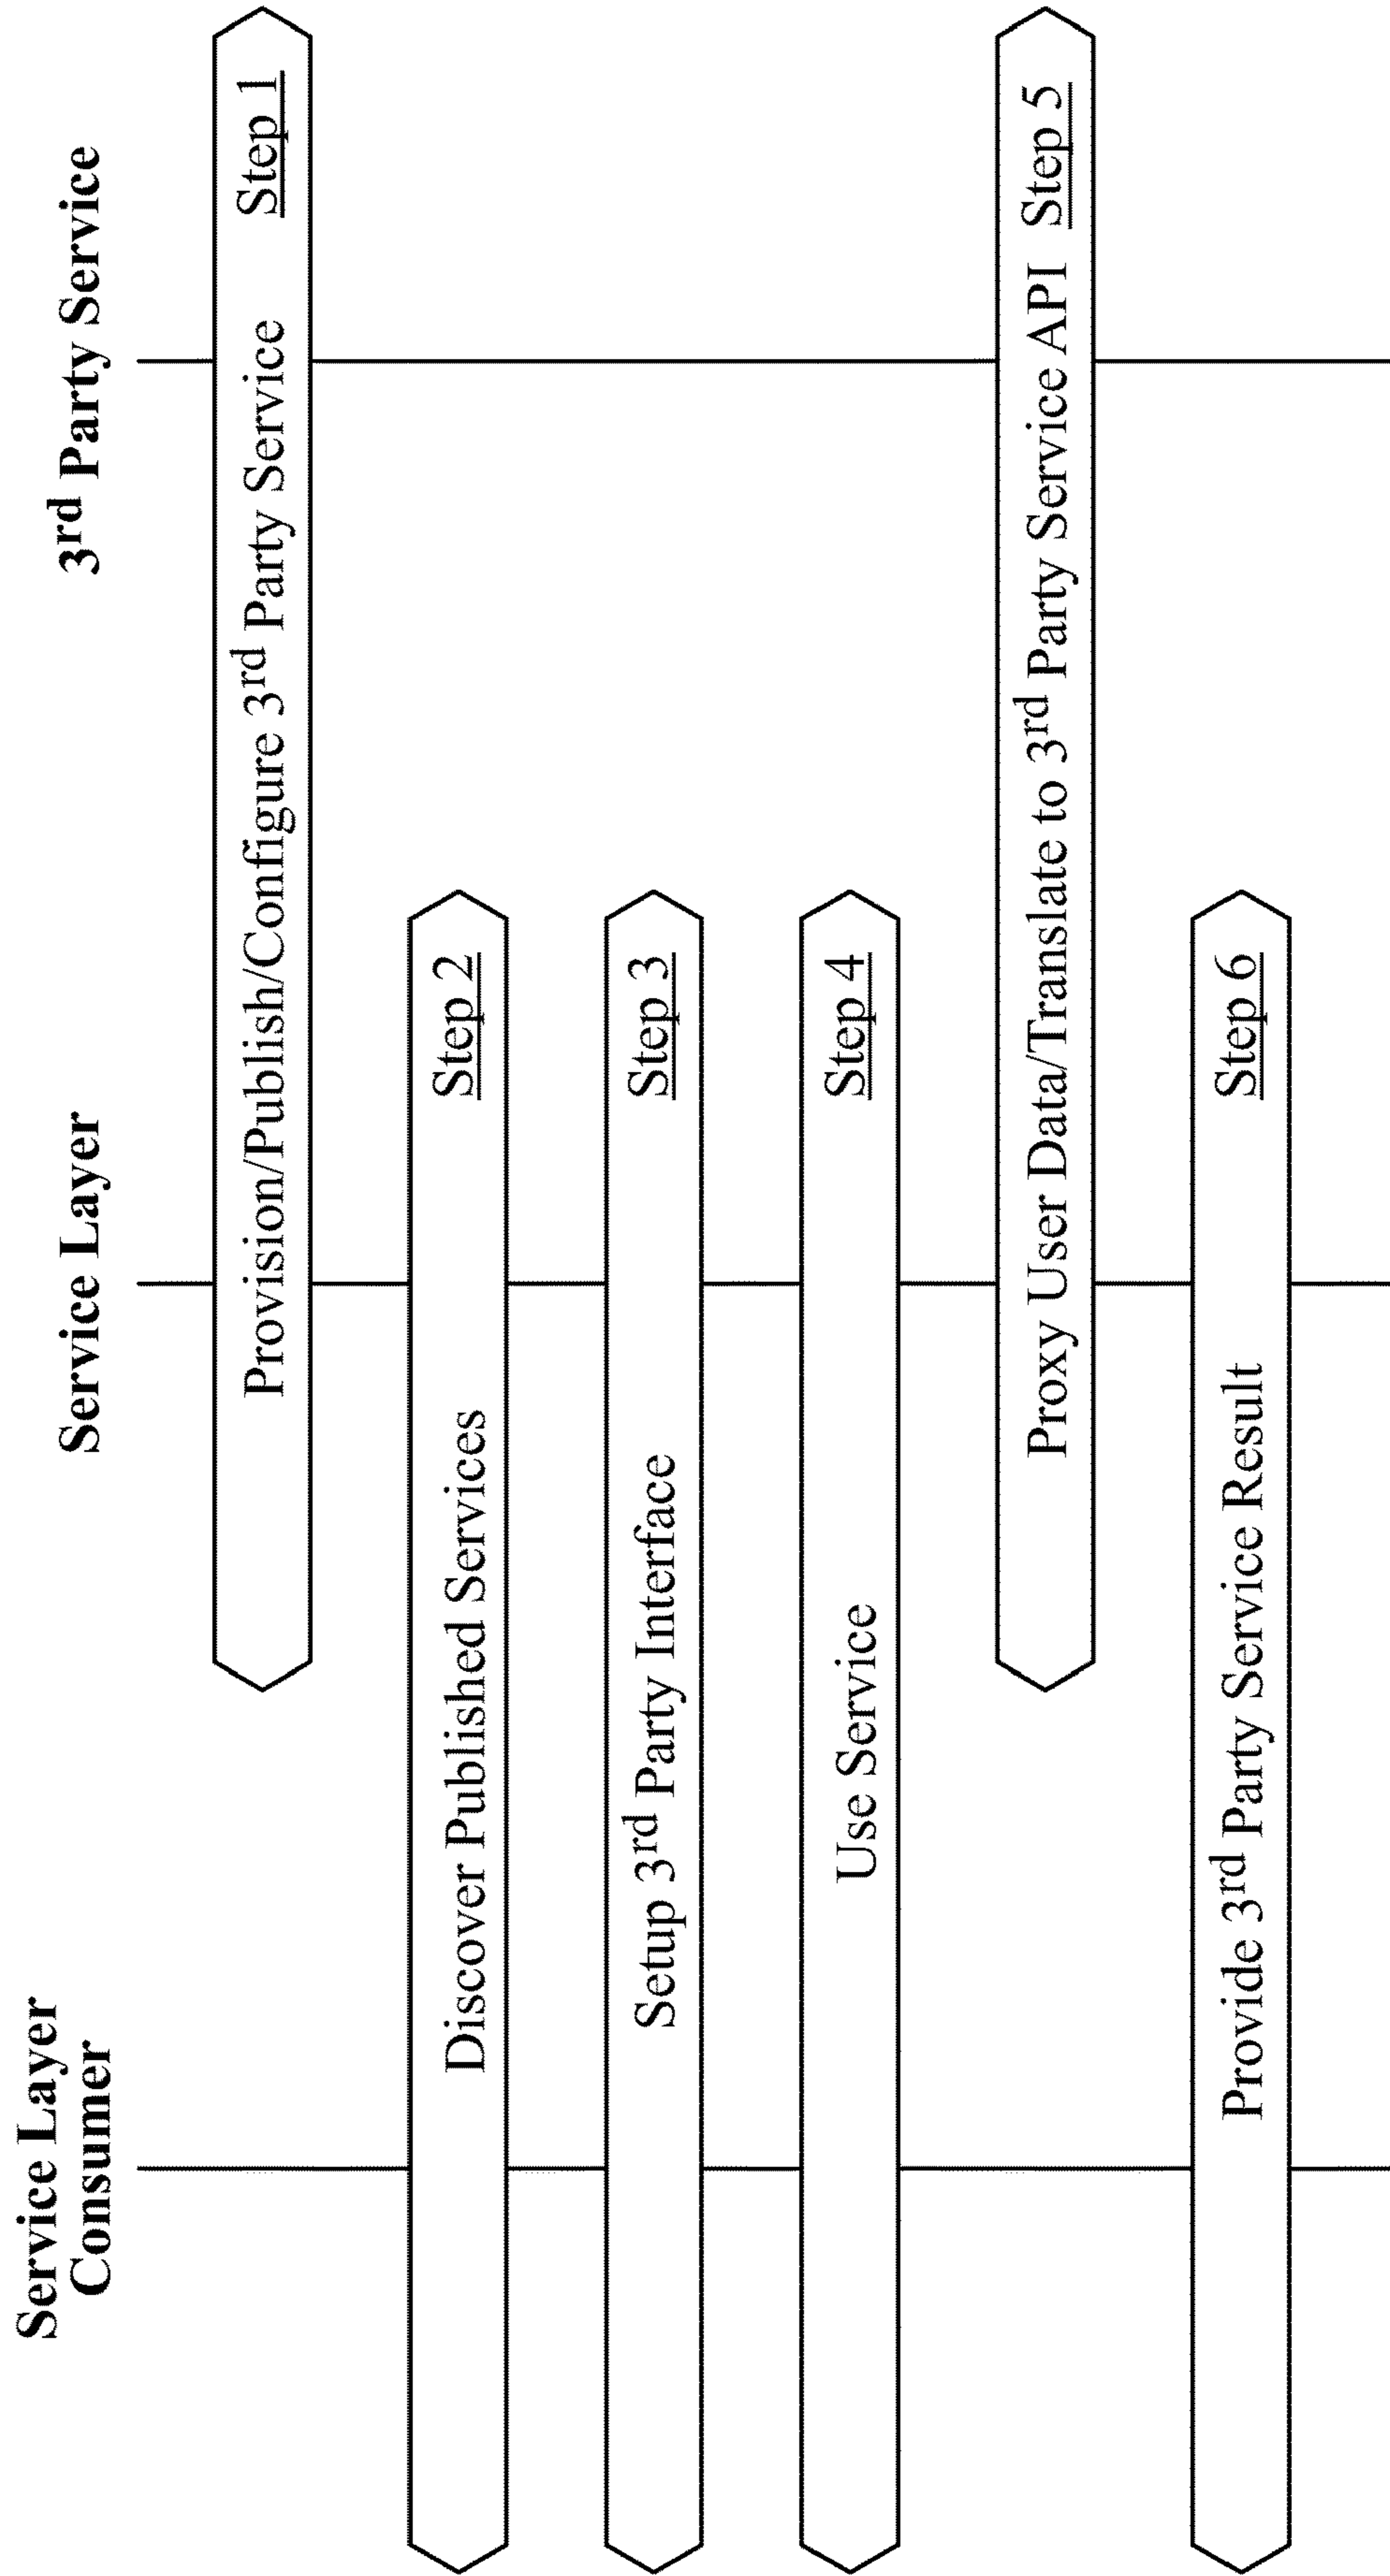 Service Layer
Consumer
Service Layer
3rd Party Service
Provision/Publish/Configure 3rd Party Service Step 1
Discover Published Services Step 2
Setup 3rd Party Interface Step 3
Use Service Step 4
Proxy User Data/Translate to 3rd Party Service API Step 5
Provide 3rd Party Service Result Step 6